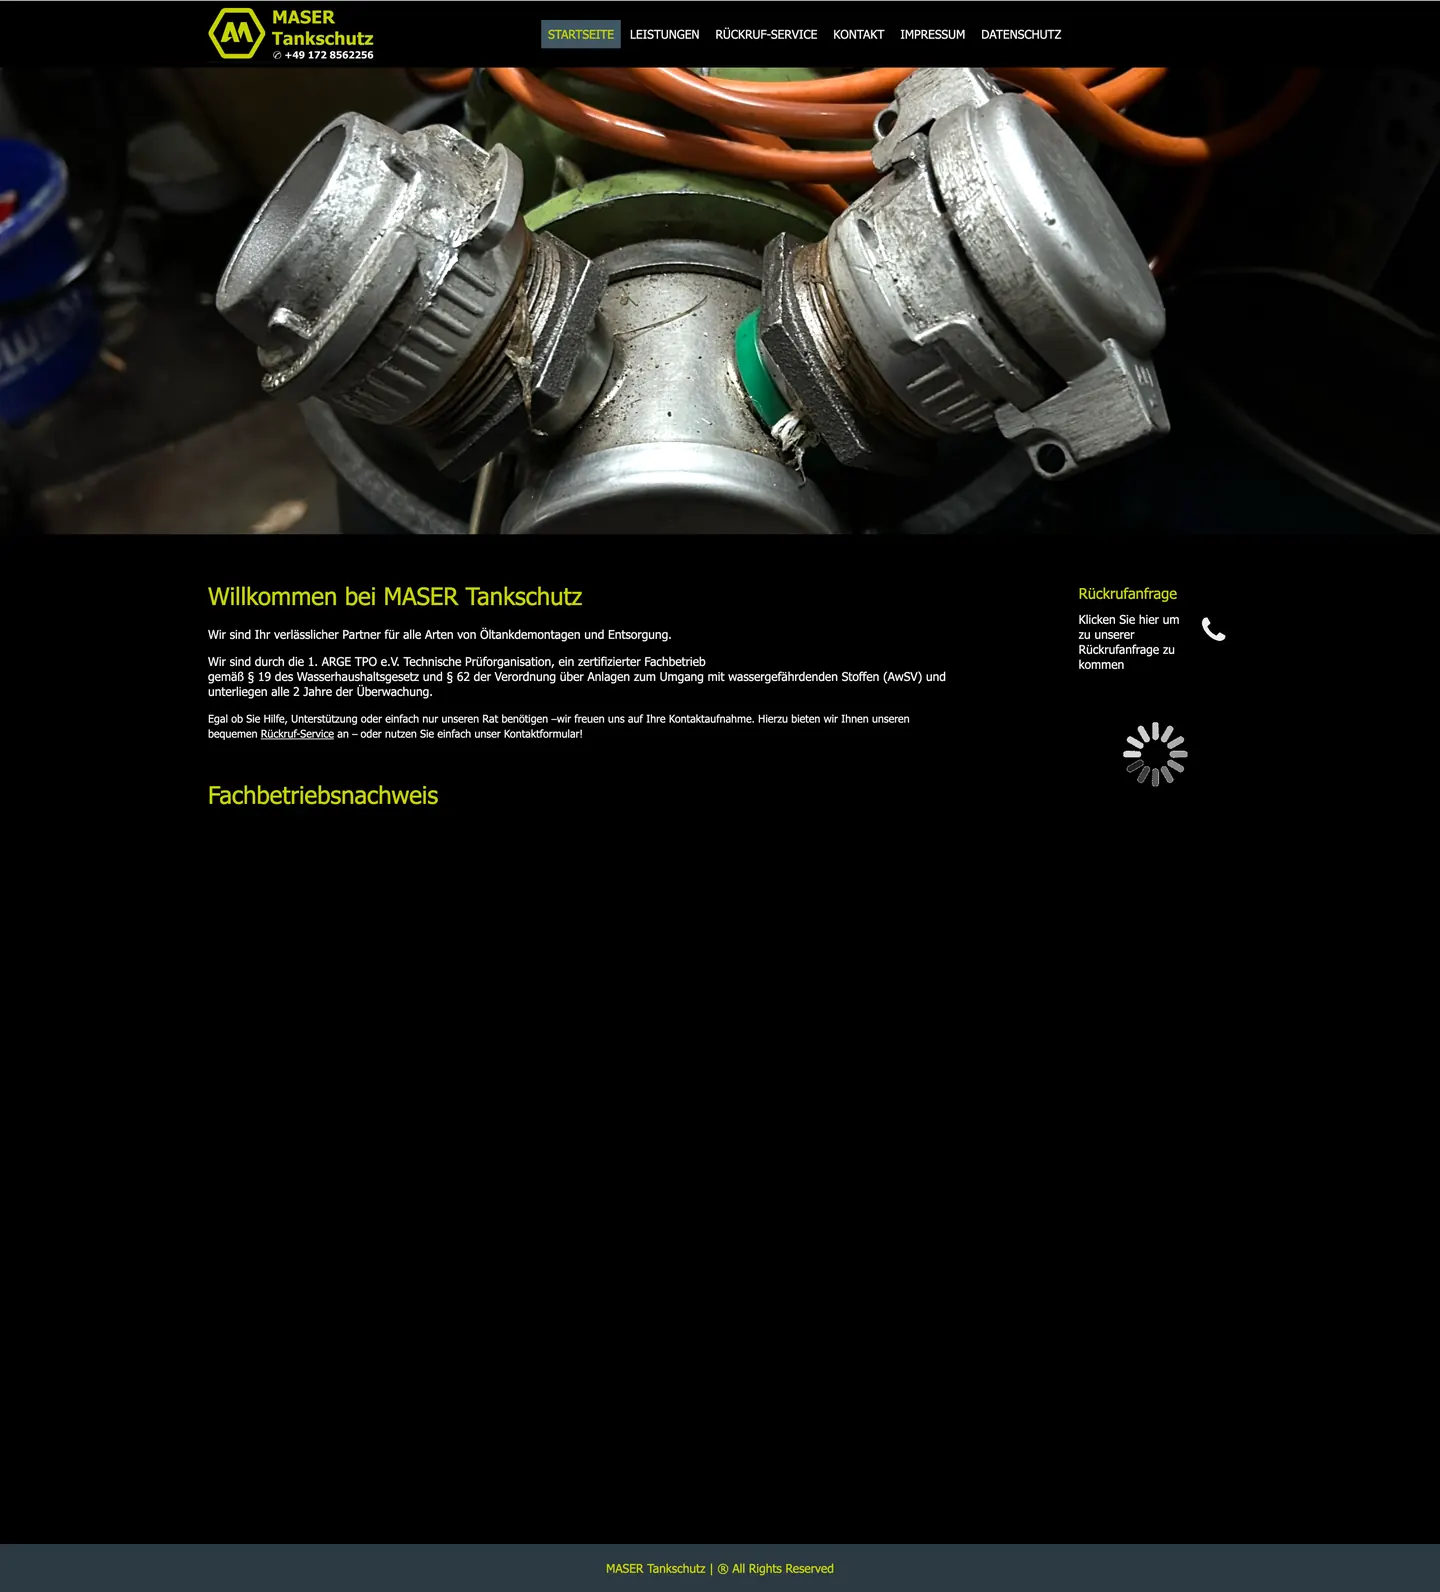 MASER
Tankschutz
✆ +49 172 8562256
STARTSEITE LEISTUNGEN RÜCKRUF-SERVICE KONTAKT IMPRESSUM DATENSCHUTZ
Willkommen bei MASER Tankschutz
Wir sind Ihr verlässlicher Partner für alle Arten von Öltankdemontagen und Entsorgung.
Wir sind durch die 1. ARGE TPO e.V. Technische Prüforganisation, ein zertifizierter Fachbetrieb
gemäß § 19 des Wasserhaushaltsgesetz und § 62 der Verordnung über Anlagen zum Umgang mit wassergefährdenden Stoffen (AwSV) und
unterliegen alle 2 Jahre der Überwachung.
Egal ob Sie Hilfe, Unterstützung oder einfach nur unseren Rat benötigen –wir freuen uns auf Ihre Kontaktaufnahme. Hierzu bieten wir Ihnen unseren
bequemen Rückruf-Service an – oder nutzen Sie einfach unser Kontaktformular!
Fachbetriebsnachweis
Rückrufanfrage
Klicken Sie hier um
zu unserer
Rückrufanfrage zu
kommen
MASER Tankschutz | ® All Rights Reserved